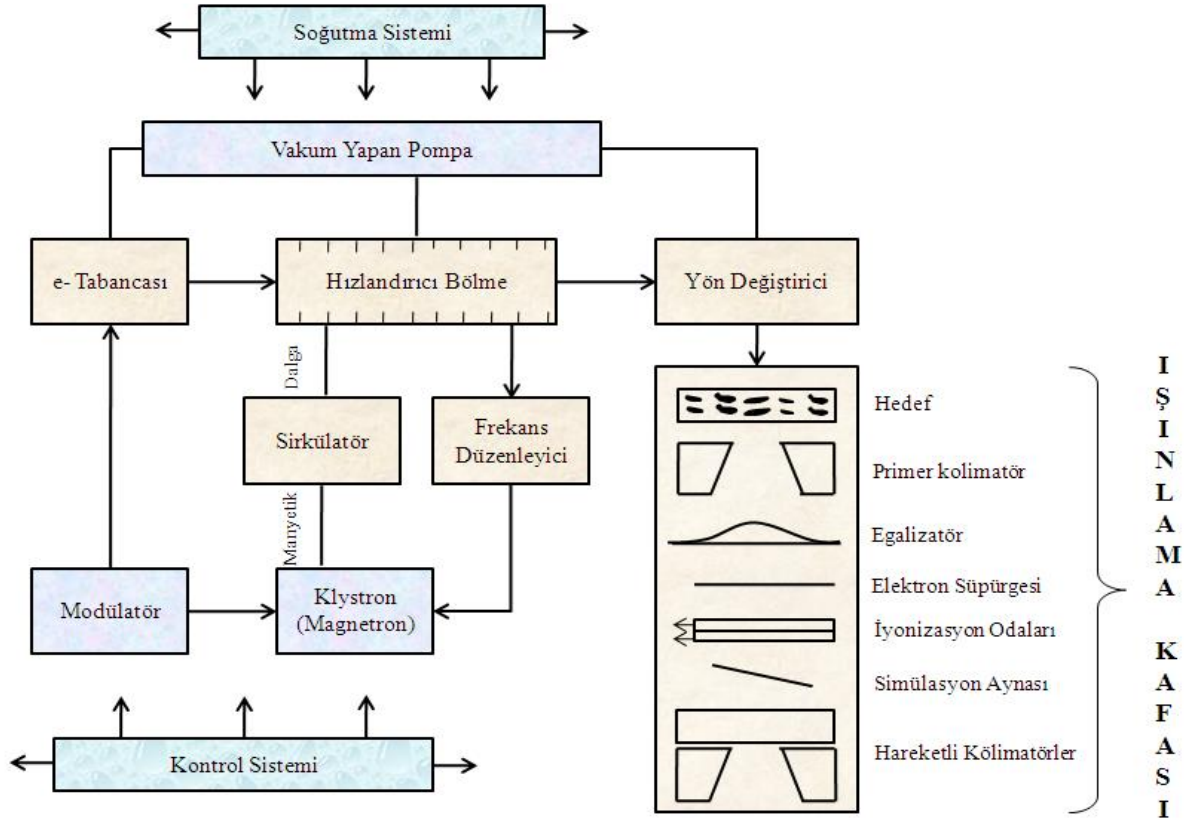 Soğutma Sistemi
Vakum Yapan Pompa
e- Tabancası
Hızlandırıcı Bölme
Yön Değiştirici
Dalga
Sirkülatör
Frekans
Düzenleyici
Manyetik
Modülatör
Klystron
(Magnetron)
Kontrol Sistemi
Hedef
Primer kolimatör
Egalizatör
Elektron Süpürgesi
İyonizasyon Odaları
Simülasyon Aynası
Hareketli Kölimatörler
IŞINLAMA KAFASI